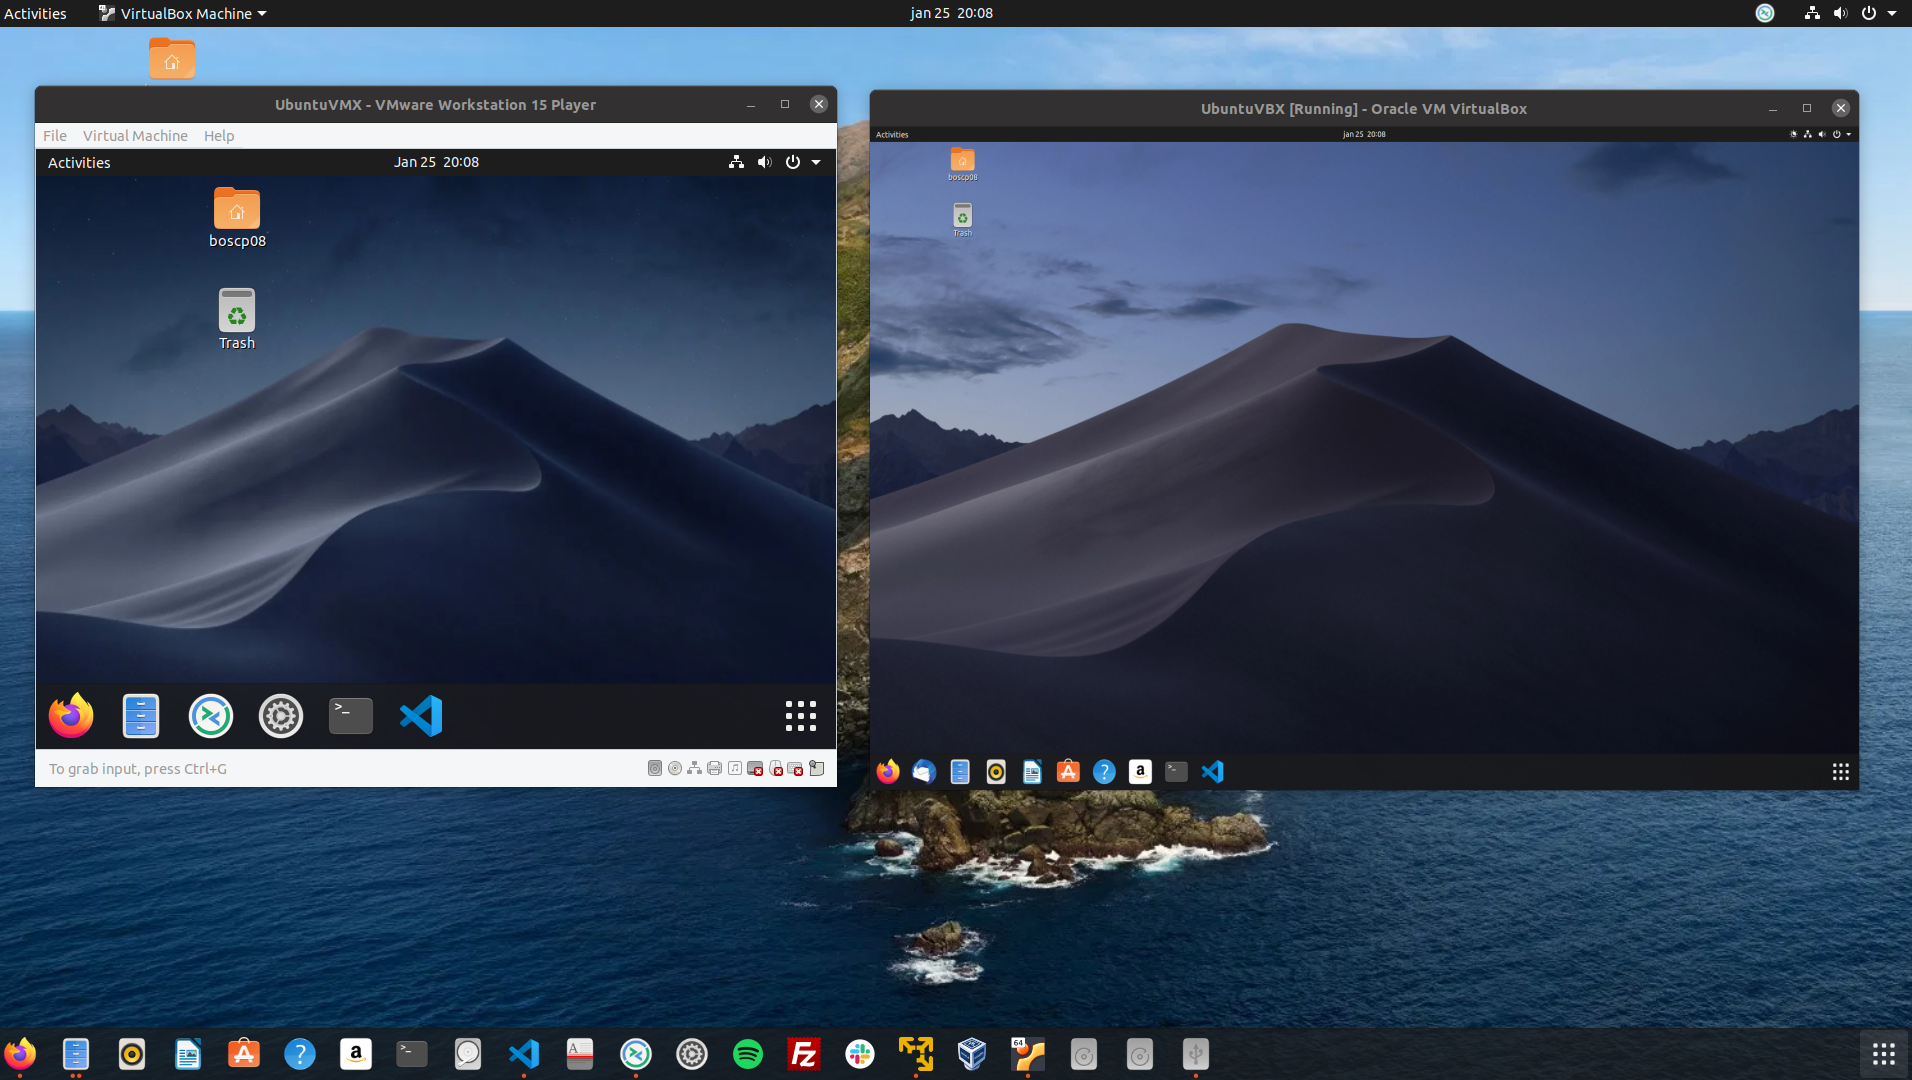 Activities
VirtualBox Machine
jan 25 20:08
UbuntuVMX - VMware Workstation 15 Player
File Virtual Machine Help
Activities
Jan 25 20:08
boscp08
Trash
To grab input, press Ctrl+G
UbuntuVBX [Running] - Oracle VM VirtualBox
Activities
jan 25 20:08
boscp08
Trash
64